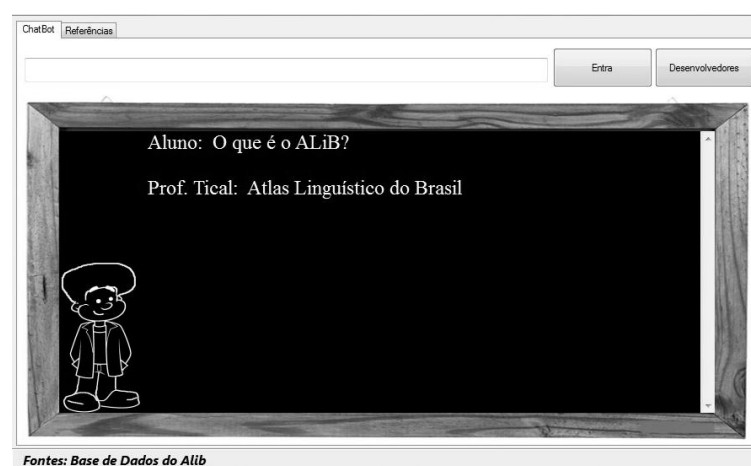 ChatBot Referências
Entra Desenvolvedores
Aluno: O que é o ALiB?
Prof. Tical: Atlas Linguístico do Brasil
Fontes: Base de Dados do Alib